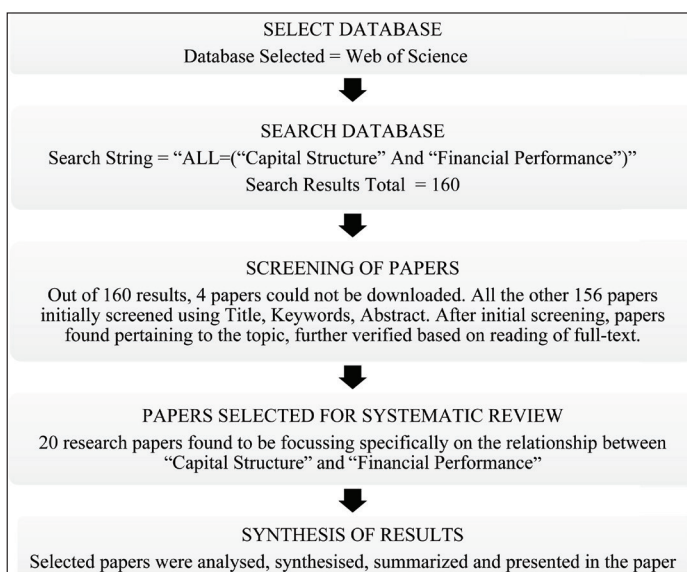 SELECT DATABASE
Database Selected = Web of Science
SEARCH DATABASE
Search String = “ALL=(“Capital Structure” And “Financial Performance”)”
Search Results Total = 160
SCREENING OF PAPERS
Out of 160 results, 4 papers could not be downloaded. All the other 156 papers
initially screened using Title, Keywords, Abstract. After initial screening, papers
found pertaining to the topic, further verified based on reading of full-text.
PAPERS SELECTED FOR SYSTEMATIC REVIEW
20 research papers found to be focussing specifically on the relationship between
“Capital Structure” and “Financial Performance”
SYNTHESIS OF RESULTS
Selected papers were analysed, synthesised, summarized and presented in the paper